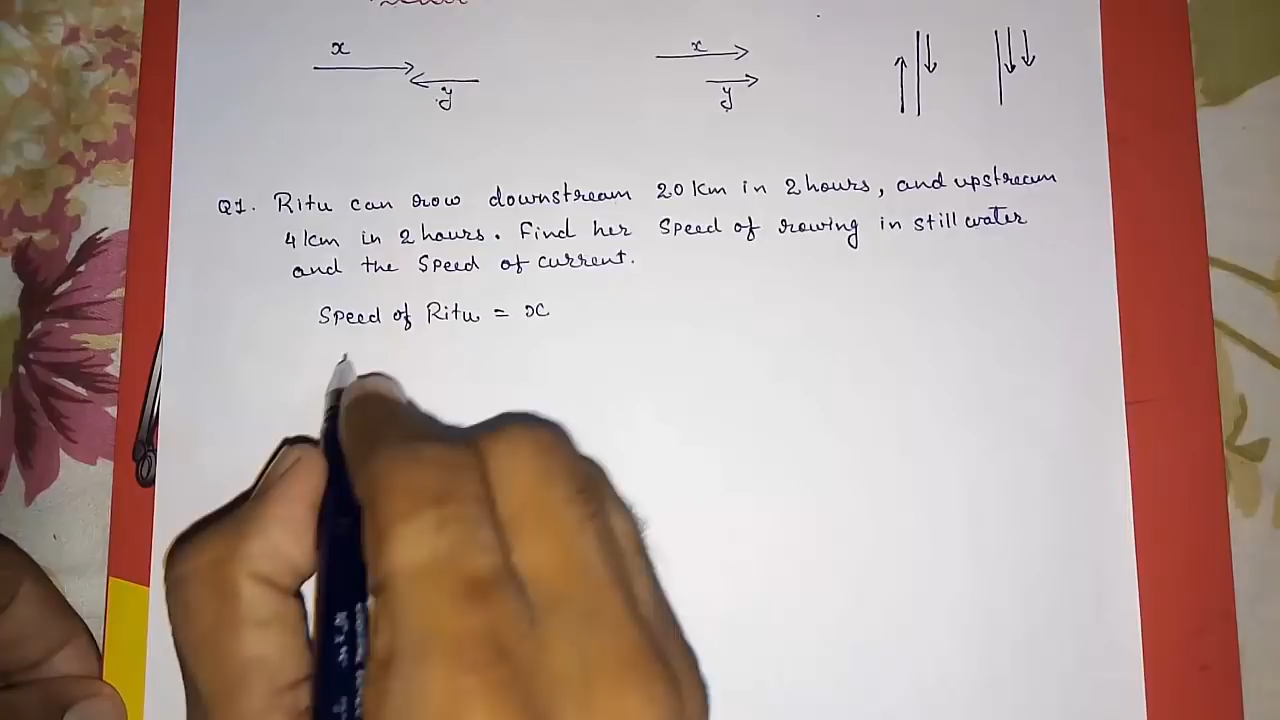 x
x
y
y
Q1. Ritu can row downstream 20 km in 2 hours, and upstream
4 km in 2 hours. Find her Speed of rowing in still water
and the Speed of current.
Speed of Ritu = x